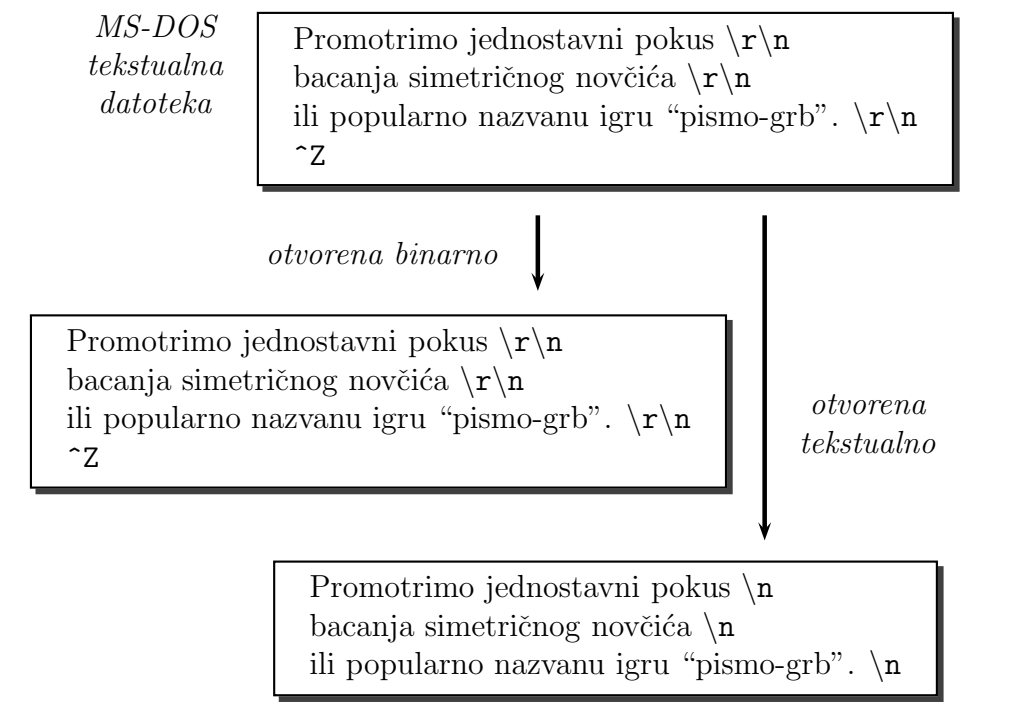 MS-DOS
tekstualna
datoteka
Promotrimo jednostavni pokus \r\n
bacanja simetričnog novčića \r\n
ili popularno nazvanu igru “pismo-grb”. \r\n
^Z
otvorena binarno
Promotrimo jednostavni pokus \r\n
bacanja simetričnog novčića \r\n
ili popularno nazvanu igru “pismo-grb”. \r\n
^Z
otvorena
tekstualno
Promotrimo jednostavni pokus \n
bacanja simetričnog novčića \n
ili popularno nazvanu igru “pismo-grb”. \n